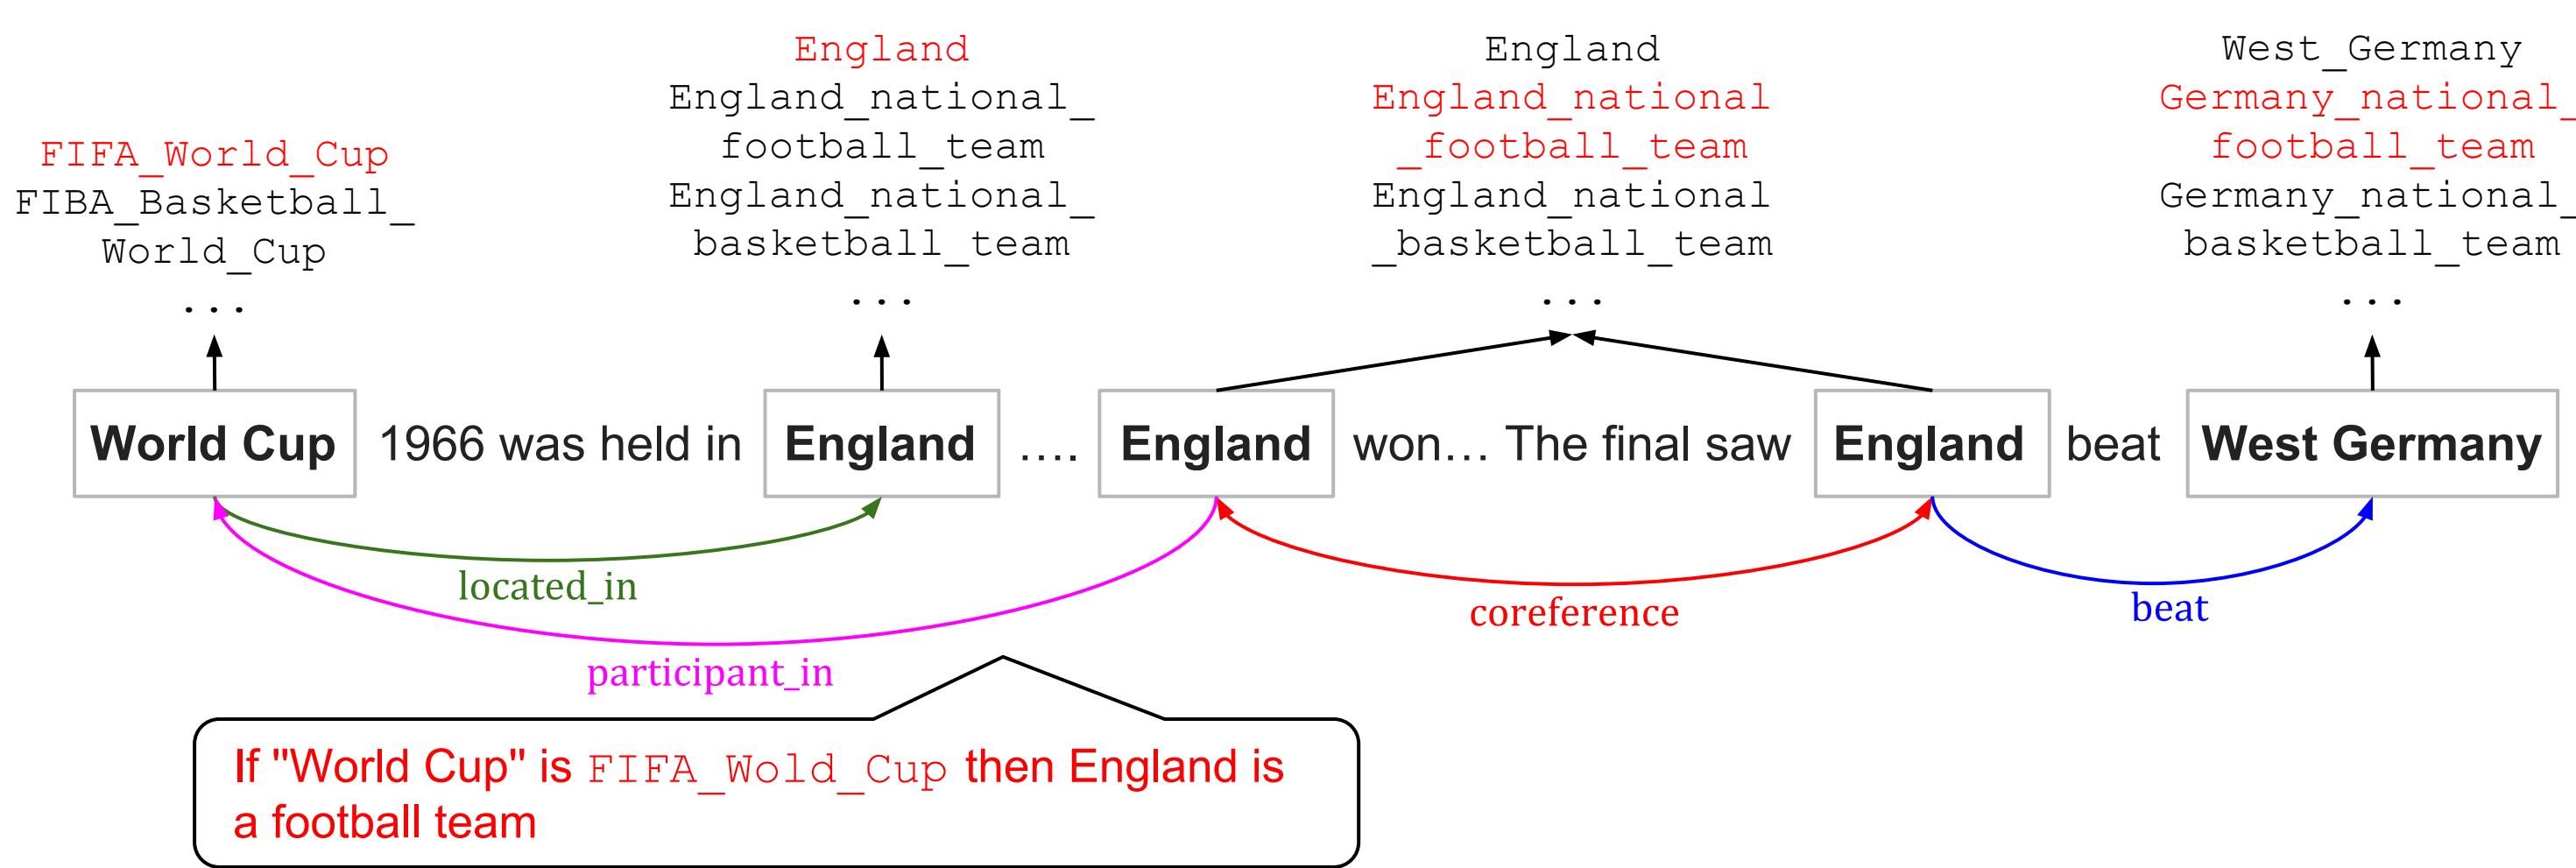 FIFA_World_Cup
FIBA_Basketball_
World_Cup
...
England
England_national_
football_team
England_national_
basketball_team
...
England
England_national
_football_team
England_national
_basketball_team
...
West_Germany
Germany_national_
football_team
Germany_national_
basketball_team
...
World Cup 1966 was held in England .... England won... The final saw England beat West Germany
located_in
participant_in
coreference
beat
If "World Cup" is FIFA_Wold_Cup then England is
a football team